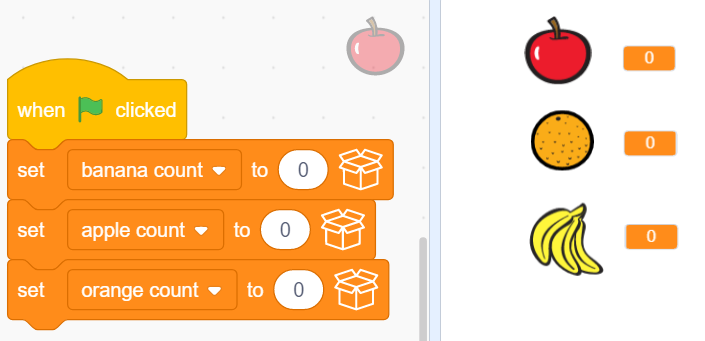 when clicked
set banana count to 0
set apple count to 0
set orange count to 0
0
0
0